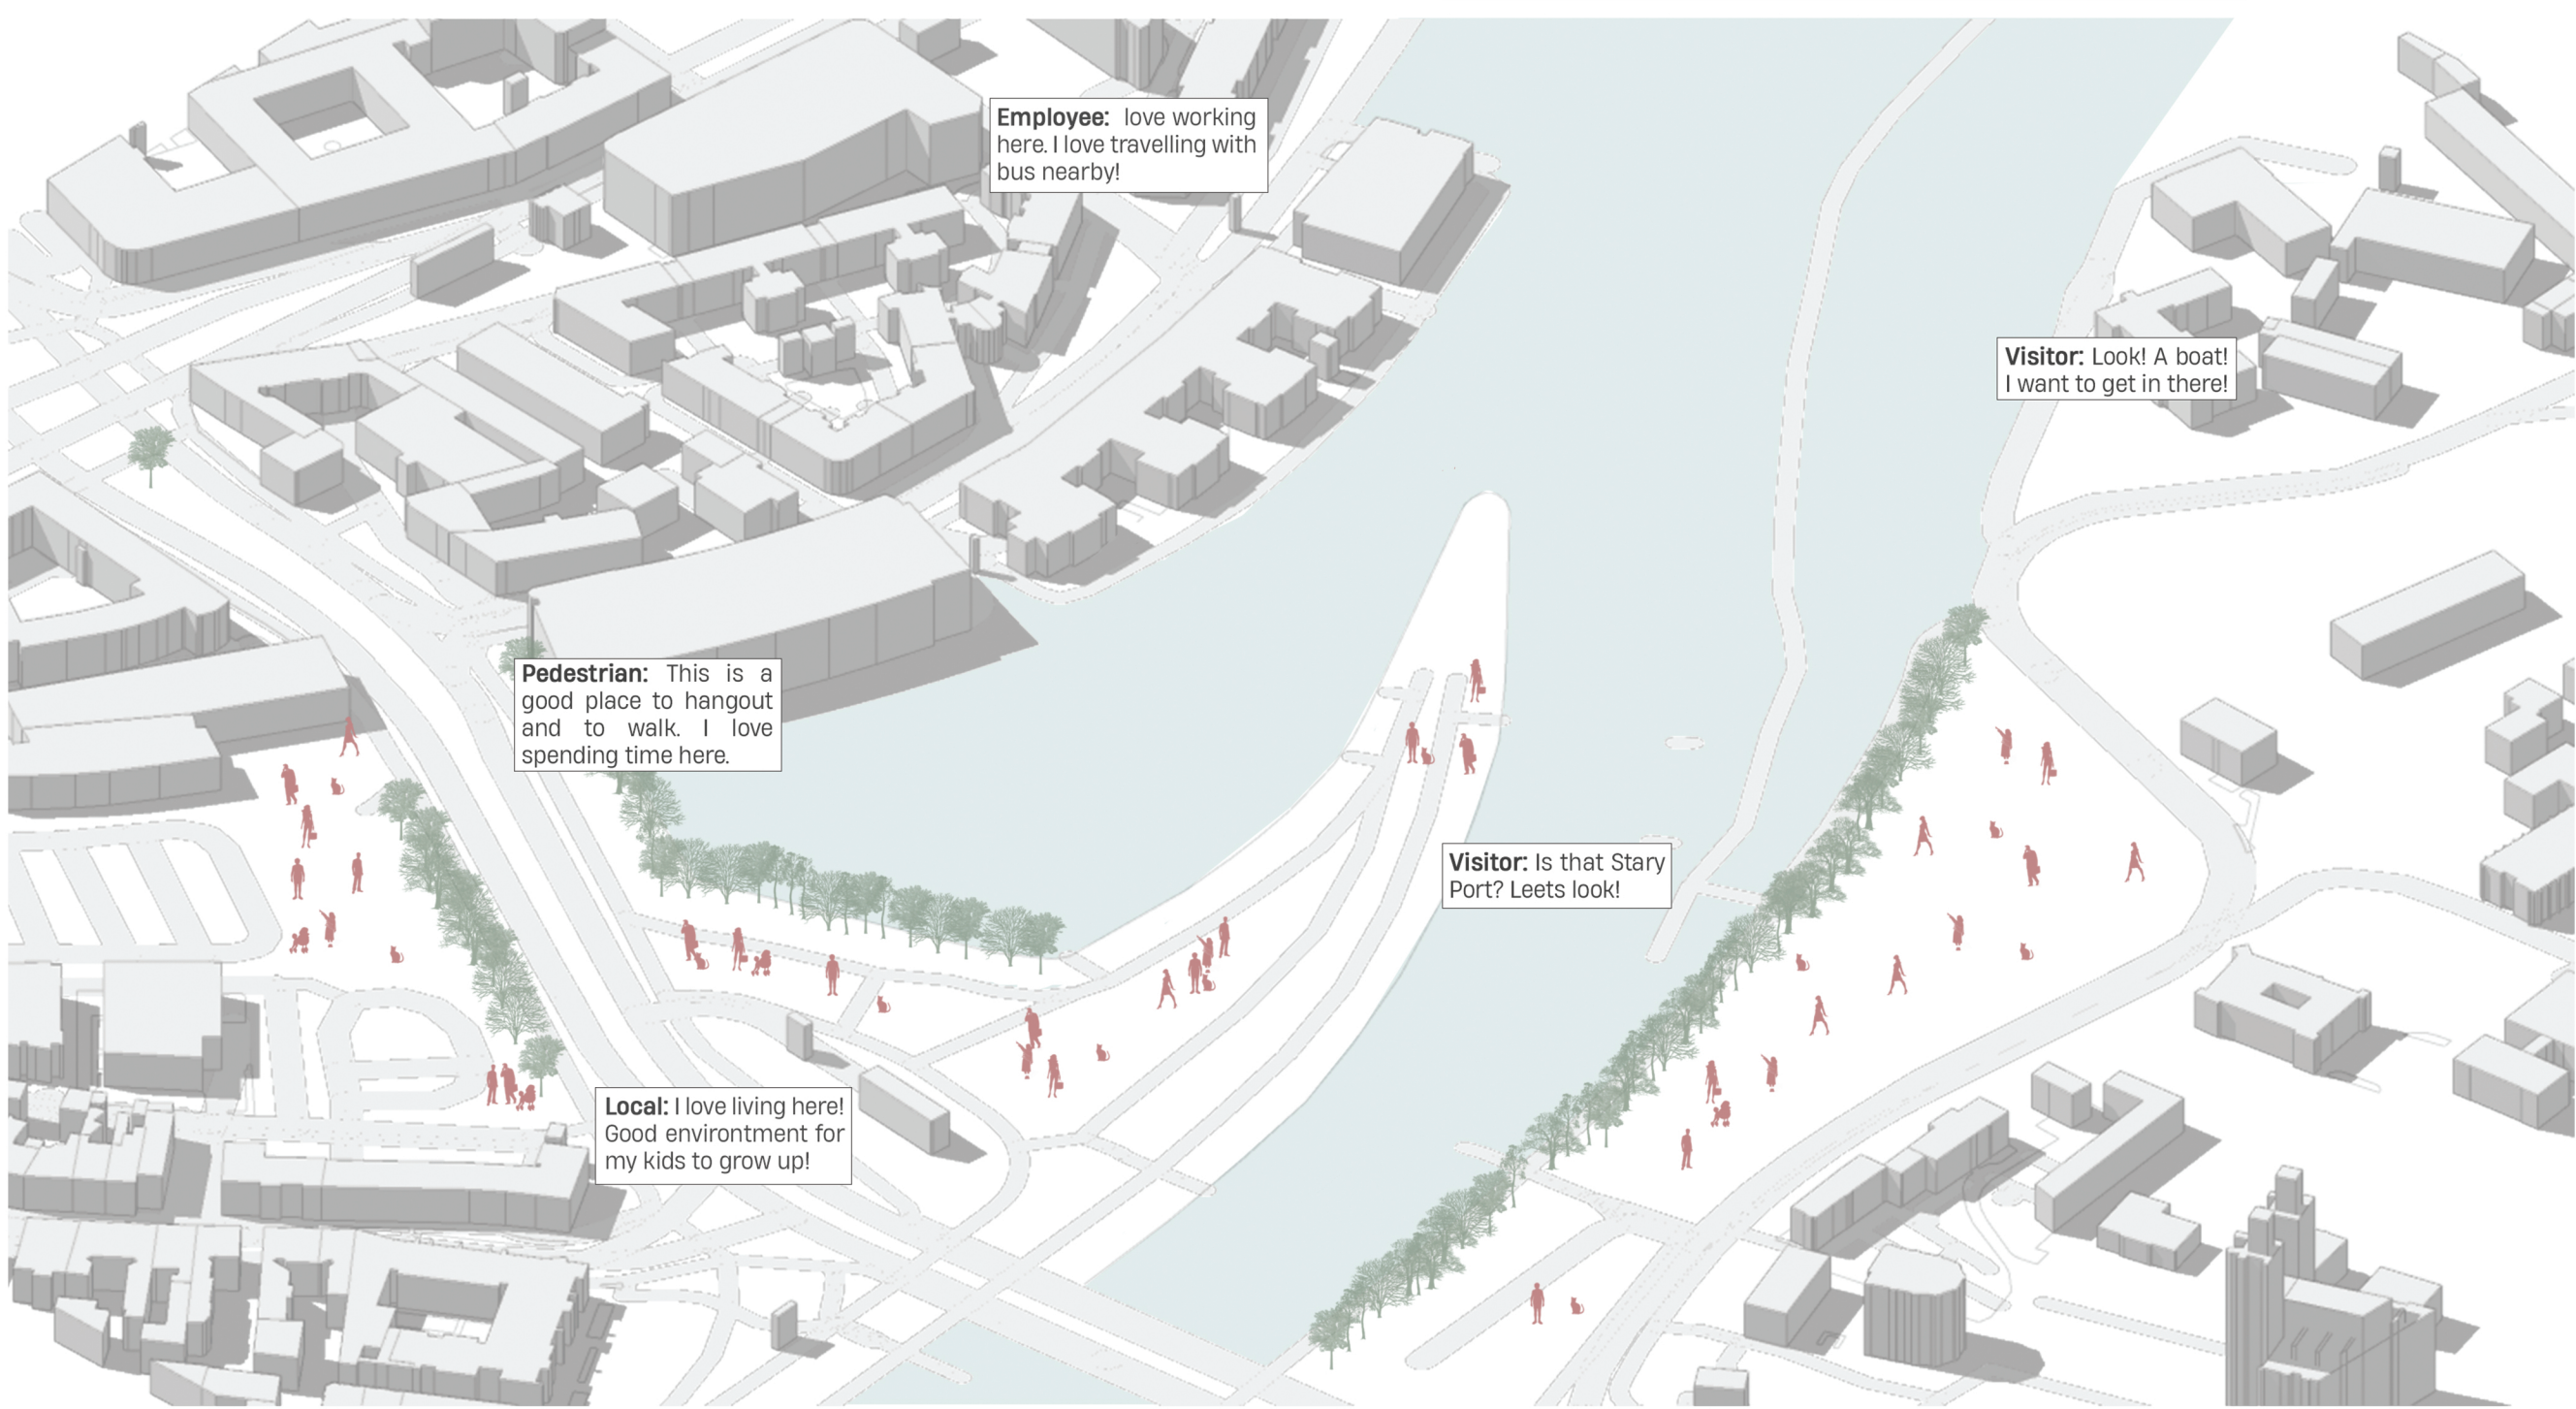 Employee: love working
here. I love travelling with
bus nearby!
Visitor: Look! A boat!
I want to get in there!
Pedestrian: This is a
good place to hangout
and to walk. I love
spending time here.
Visitor: Is that Stary
Port? Leets look!
Local: I love living here!
Good environtment for
my kids to grow up!